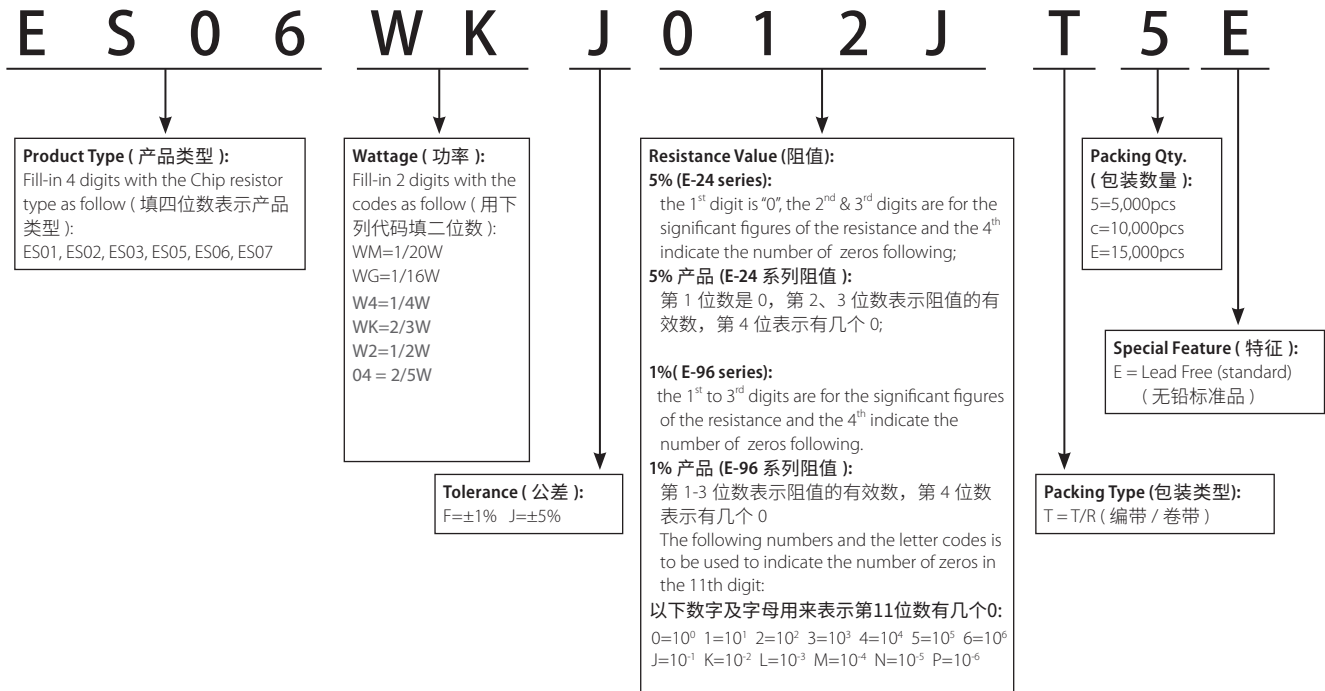 E S 0 6 W K J 0 1 2 J T 5 E
Product Type ( 产品类型 ):
Fill-in 4 digits with the Chip resistor
type as follow ( 填四位数表示产品
类型 ):
ES01, ES02, ES03, ES05, ES06, ES07
Wattage ( 功率 ):
Fill-in 2 digits with the
codes as follow ( 用下
列代码填二位数 ):
WM=1/20W
WG=1/16W
W4=1/4W
WK=2/3W
W2=1/2W
04 = 2/5W
Tolerance ( 公差 ):
F=±1% J=±5%
Resistance Value (阻值):
5% (E-24 series):
the 1st digit is “0”, the 2nd & 3rd digits are for the
significant figures of the resistance and the 4th
indicate the number of zeros following;
5% 产品 (E-24 系列阻值 ):
第 1 位数是 0，第 2、3 位数表示阻值的有
效数，第 4 位表示有几个 0;
1%( E-96 series):
the 1st to 3rd digits are for the significant figures
of the resistance and the 4th indicate the
number of zeros following.
1% 产品 (E-96 系列阻值 ):
第 1-3 位数表示阻值的有效数，第 4 位数
表示有几个 0
The following numbers and the letter codes is
to be used to indicate the number of zeros in
the 11th digit:
以下数字及字母用来表示第11位数有几个0:
0=10⁰ 1=10¹ 2=10² 3=10³ 4=10⁴ 5=10⁵ 6=10⁶
J=10⁻¹ K=10⁻² L=10⁻³ M=10⁻⁴ N=10⁻⁵ P=10⁻⁶
Packing Qty.
( 包装数量 ):
5=5,000pcs
c=10,000pcs
E=15,000pcs
Special Feature ( 特征 ):
E = Lead Free (standard)
( 无铅标准品 )
Packing Type (包装类型):
T = T/R ( 编带 / 卷带 )